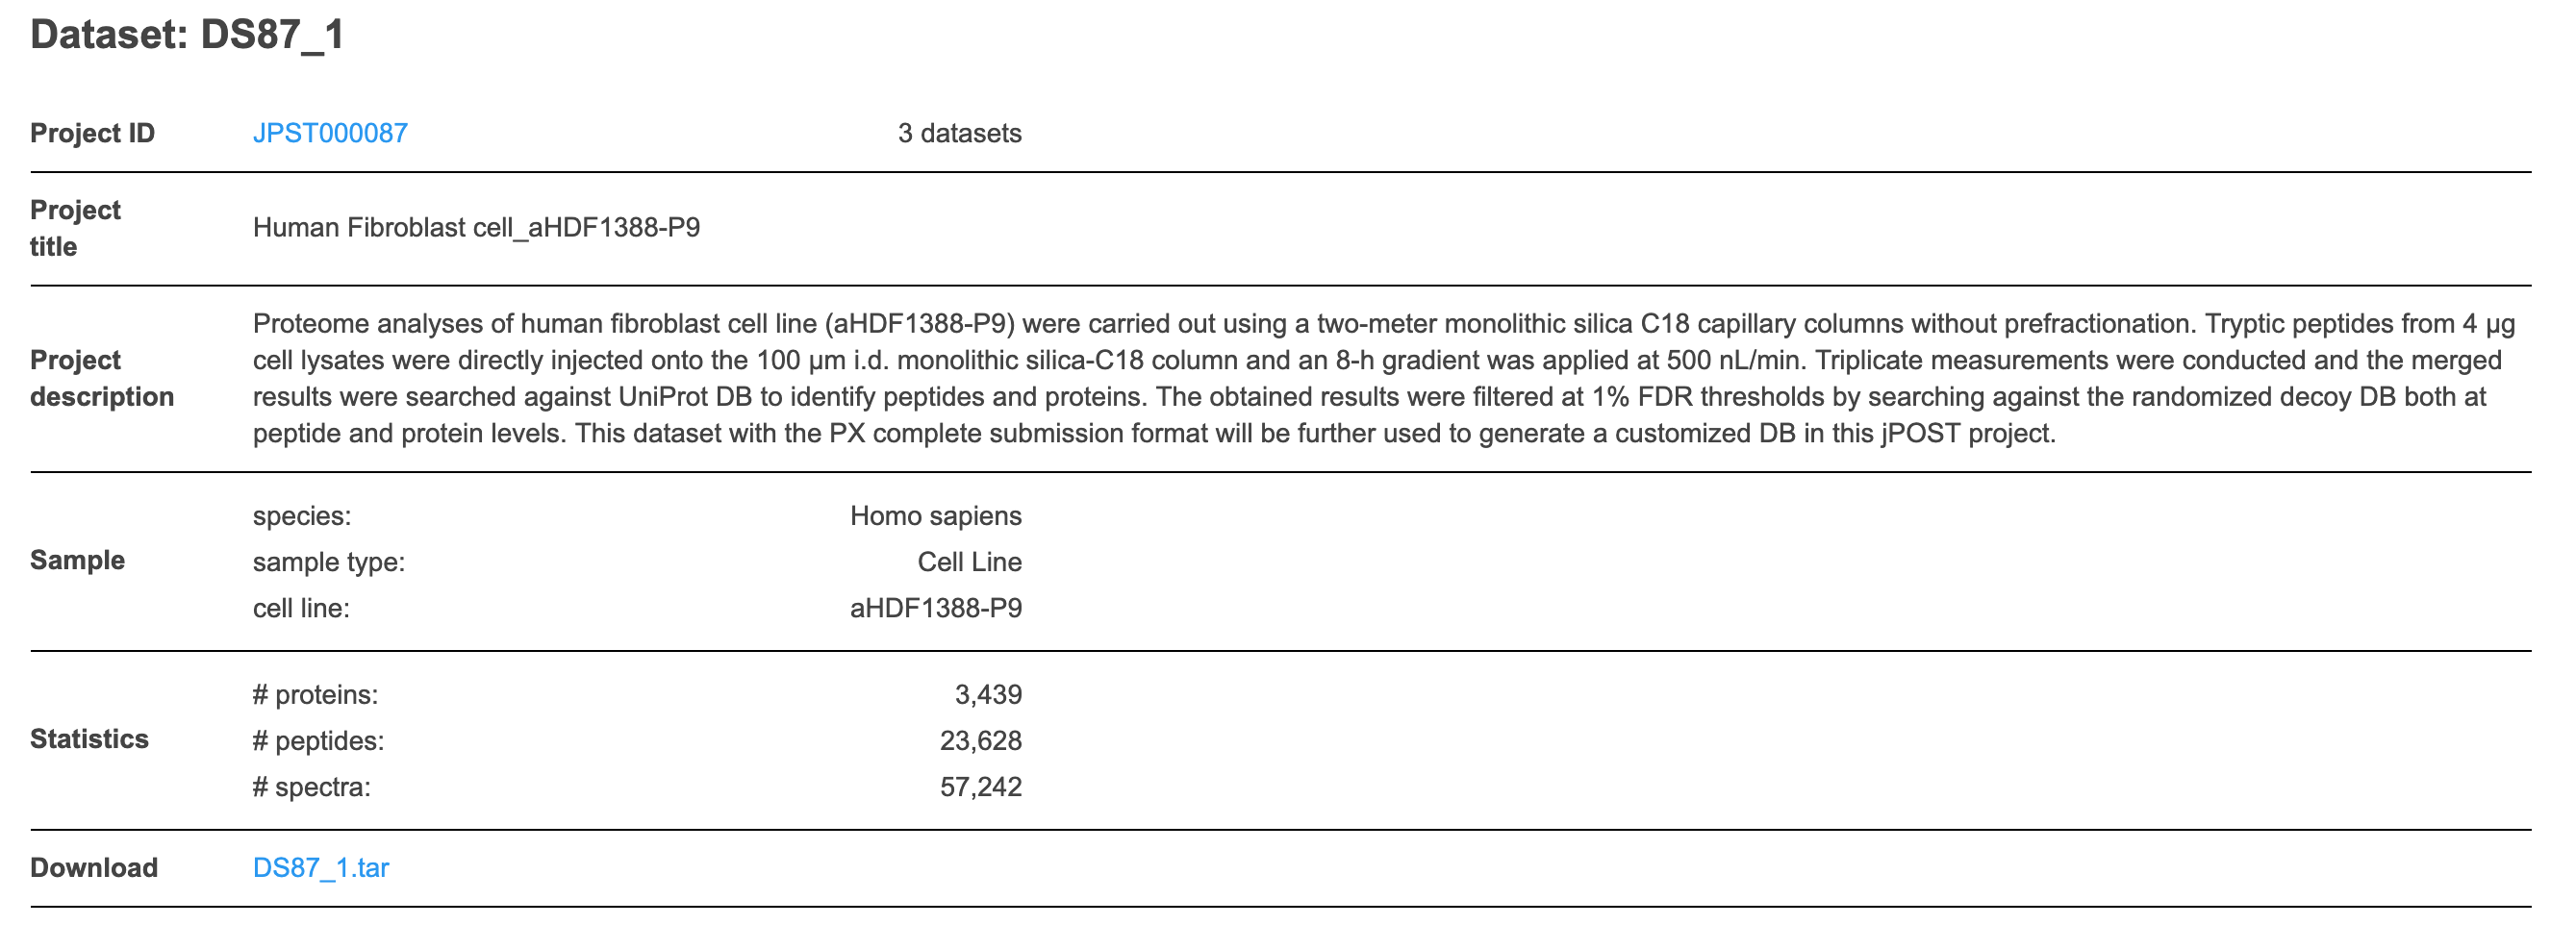 Dataset: DS87_1
Project ID JPST000087 3 datasets
Project
title
Human Fibroblast cell_aHDF1388-P9
Project
description
Proteome analyses of human fibroblast cell line (aHDF1388-P9) were carried out using a two-meter monolithic silica C18 capillary columns without prefractionation. Tryptic peptides from 4 µg
cell lysates were directly injected onto the 100 µm i.d. monolithic silica-C18 column and an 8-h gradient was applied at 500 nL/min. Triplicate measurements were conducted and the merged
results were searched against UniProt DB to identify peptides and proteins. The obtained results were filtered at 1% FDR thresholds by searching against the randomized decoy DB both at
peptide and protein levels. This dataset with the PX complete submission format will be further used to generate a customized DB in this jPOST project.
Sample
species: Homo sapiens
sample type: Cell Line
cell line: aHDF1388-P9
Statistics
# proteins: 3,439
# peptides: 23,628
# spectra: 57,242
Download DS87_1.tar